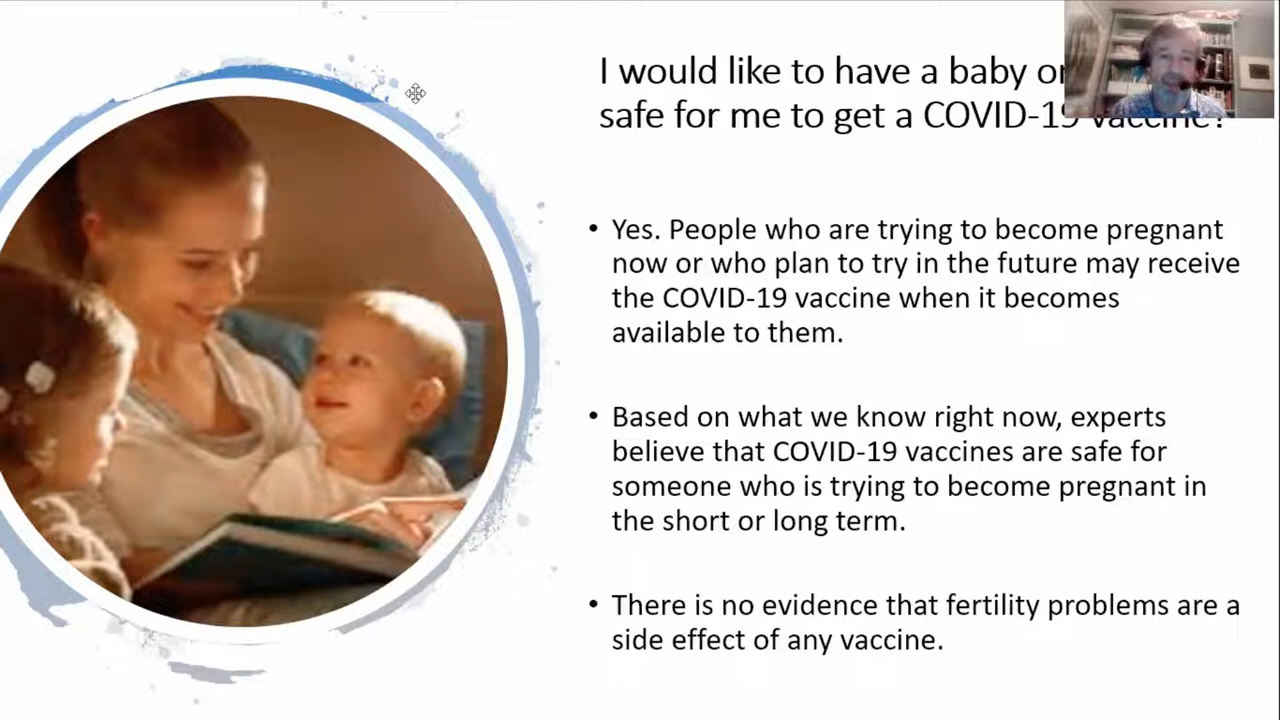 I would like to have a baby
safe for me to get a COVID-19 vaccine?
• Yes. People who are trying to become pregnant
now or who plan to try in the future may receive
the COVID-19 vaccine when it becomes
available to them.
• Based on what we know right now, experts
believe that COVID-19 vaccines are safe for
someone who is trying to become pregnant in
the short or long term.
• There is no evidence that fertility problems are a
side effect of any vaccine.